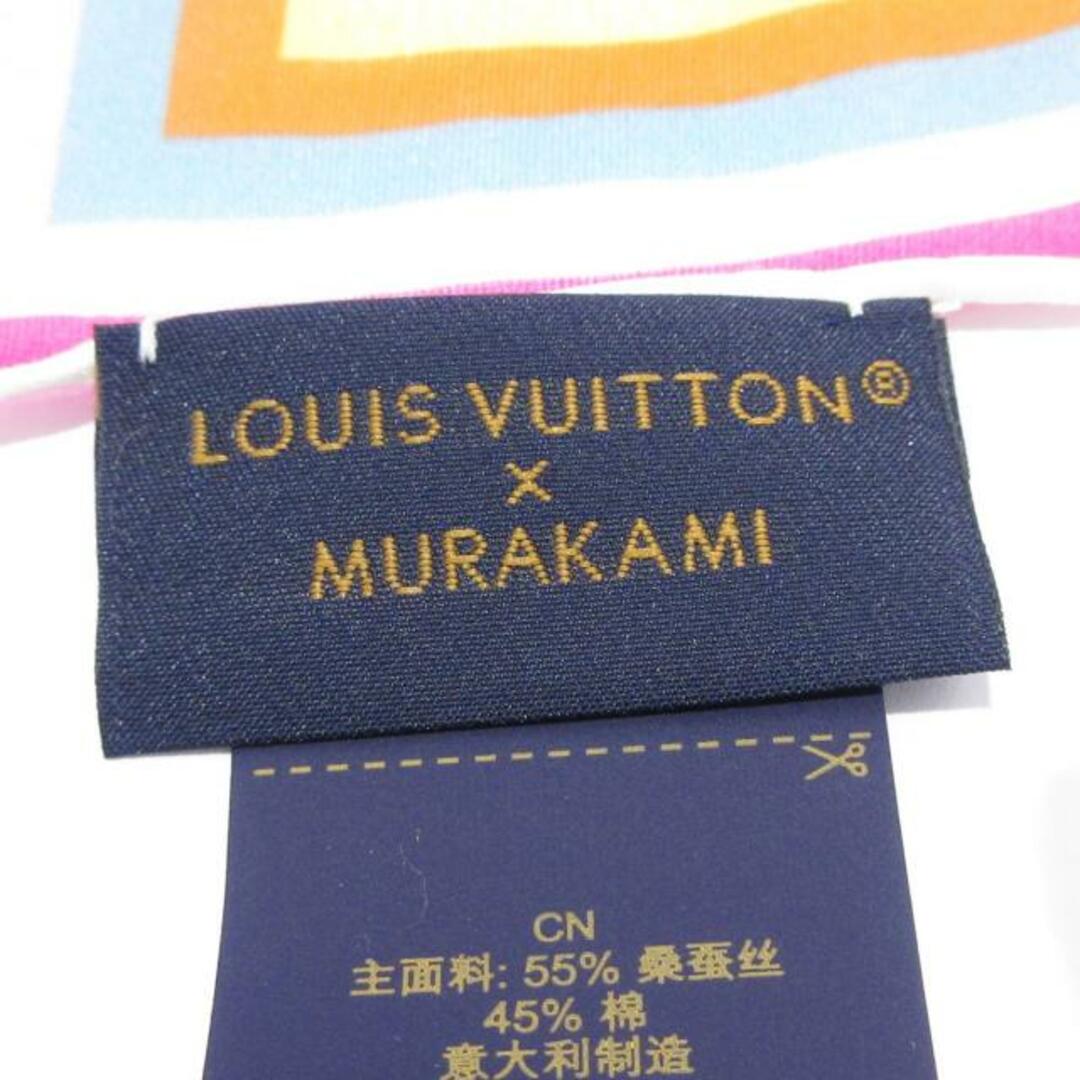 LOUIS VUITTON®
×
MURAKAMI
CN
主面料: 55% 桑蚕丝
45% 棉
意大利制造